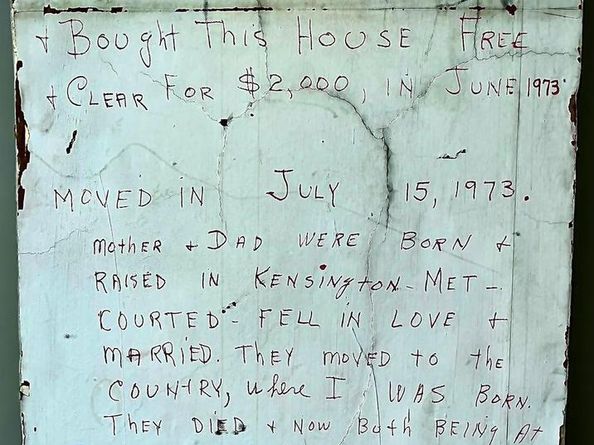 + Bought This House Free
+ Clear For $2,000, in June 1973
Moved in July 15, 1973.
Mother + Dad were born +
raised in Kensington - Met -
Courted - fell in love +
married. They moved to the
country, where I was born.
They died + now both being at